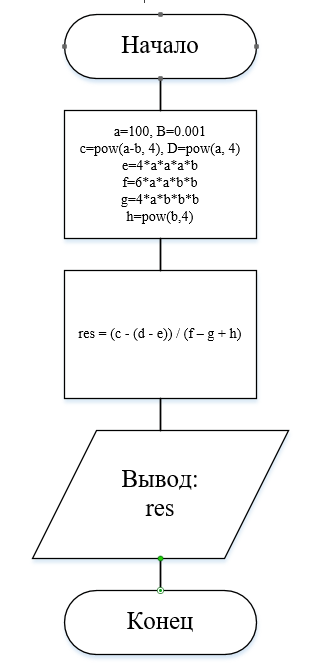 Начало
a=100, B=0.001
c=pow(a-b, 4), D=pow(a, 4)
e=4*a*a*a*b
f=6*a*a*b*b
g=4*a*b*b*b
h=pow(b,4)
res = (c - (d - e)) / (f – g + h)
Вывод:
res
Конец